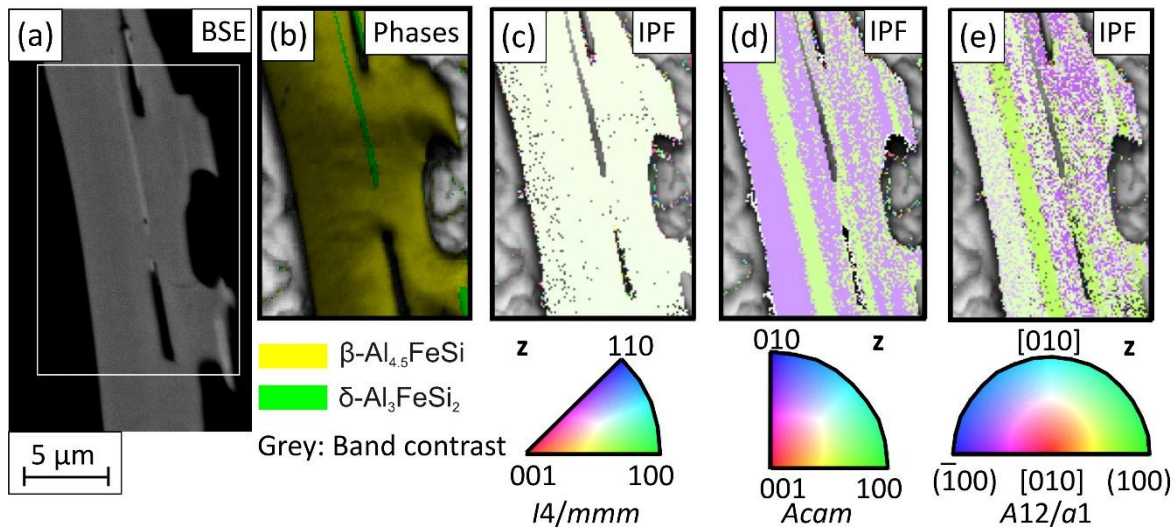 (a) BSE
(b) Phases
(c) IPF
(d) IPF
(e) IPF
5 µm
β-Al4.5FeSi
δ-Al3FeSi2
Grey: Band contrast
z 110
001 100
I4/mmm
010 z
001 100
Acam
[010] z
(1̅00) [010] (100)
A12/a1